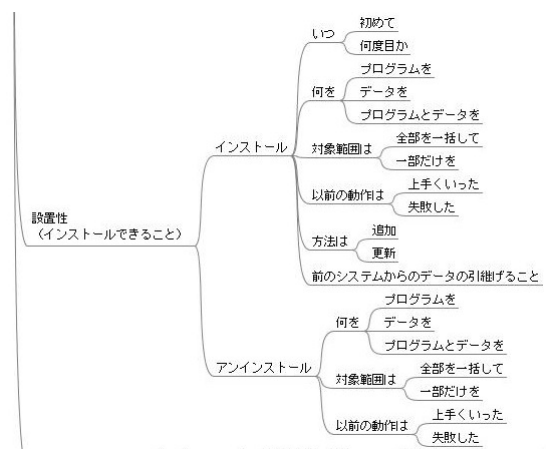 設置性
（インストールできること）
インストール
いつ
初めて
何度目か
何を
プログラムを
データを
プログラムとデータを
対象範囲は
全部を一括して
一部だけを
以前の動作は
上手くいった
失敗した
方法は
追加
更新
前のシステムからのデータの引継げること
アンインストール
何を
プログラムを
データを
プログラムとデータを
対象範囲は
全部を一括して
一部だけを
以前の動作は
上手くいった
失敗した